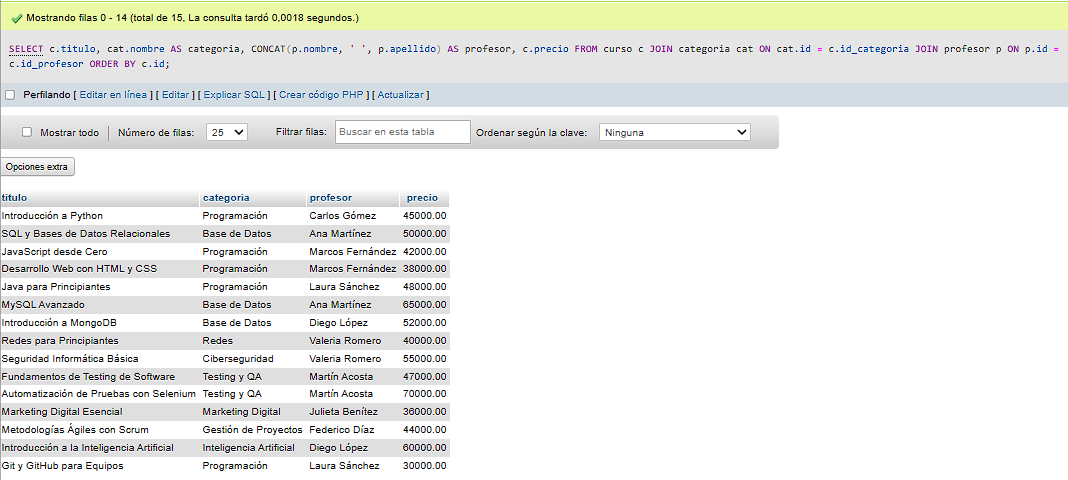 Mostrando filas 0 - 14 (total de 15, La consulta tardó 0,0018 segundos.)
SELECT c.titulo, cat.nombre AS categoria, CONCAT(p.nombre, ' ', p.apellido) AS profesor, c.precio FROM curso c JOIN categoria cat ON cat.id = c.id_categoria JOIN profesor p ON p.id =
c.id_profesor ORDER BY c.id;
Perfilando [ Editar en línea ] [ Editar ] [ Explicar SQL ] [ Crear código PHP ] [ Actualizar ]
Mostrar todo Número de filas: 25 Filtrar filas: Buscar en esta tabla Ordenar según la clave: Ninguna
Opciones extra
titulo categoria profesor precio
Introducción a Python Programación Carlos Gómez 45000.00
SQL y Bases de Datos Relacionales Base de Datos Ana Martínez 50000.00
JavaScript desde Cero Programación Marcos Fernández 42000.00
Desarrollo Web con HTML y CSS Programación Marcos Fernández 38000.00
Java para Principiantes Programación Laura Sánchez 48000.00
MySQL Avanzado Base de Datos Ana Martínez 65000.00
Introducción a MongoDB Base de Datos Diego López 52000.00
Redes para Principiantes Redes Valeria Romero 40000.00
Seguridad Informática Básica Ciberseguridad Valeria Romero 55000.00
Fundamentos de Testing de Software Testing y QA Martín Acosta 47000.00
Automatización de Pruebas con Selenium Testing y QA Martín Acosta 70000.00
Marketing Digital Esencial Marketing Digital Julieta Benítez 36000.00
Metodologías Ágiles con Scrum Gestión de Proyectos Federico Díaz 44000.00
Introducción a la Inteligencia Artificial Inteligencia Artificial Diego López 60000.00
Git y GitHub para Equipos Programación Laura Sánchez 30000.00